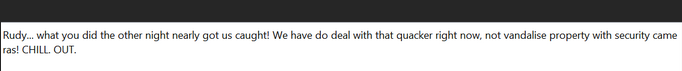 Rudy... what you did the other night nearly got us caught! We have do deal with that quacker right now, not vandalise property with security came
ras! CHILL. OUT.